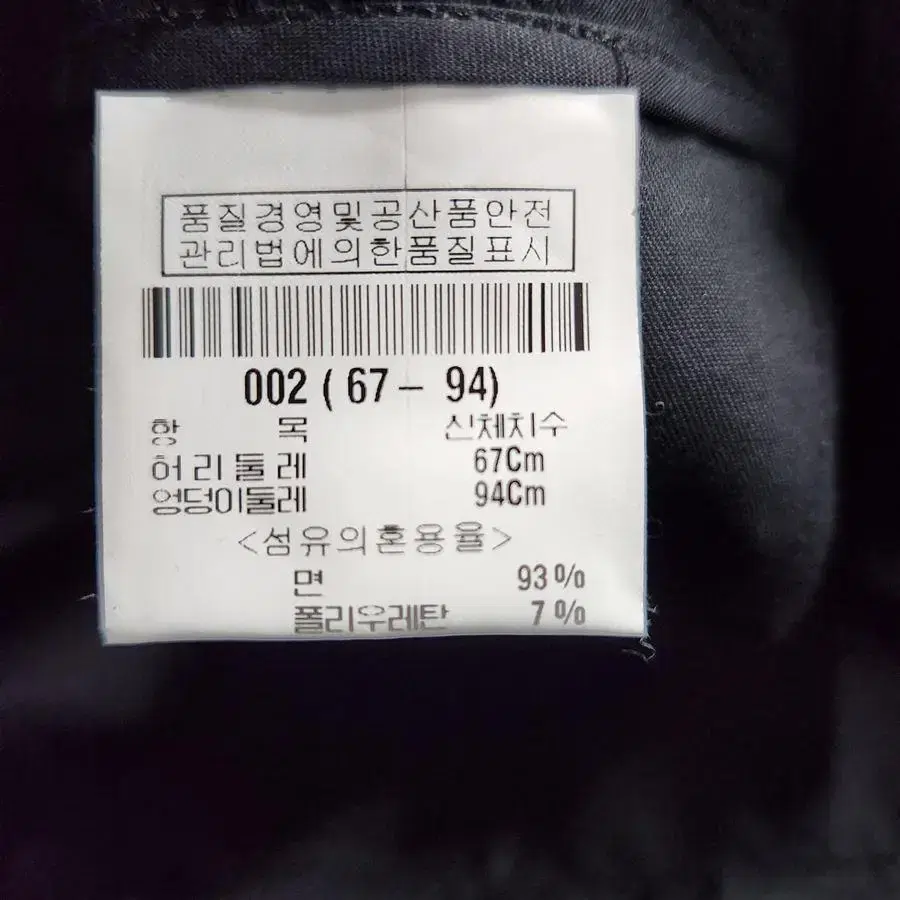 품질경영및공산품안전
관리법에의한품질표시
002 ( 67 - 94)
항 목 신체치수
허리둘레 67Cm
엉덩이둘레 94Cm
<섬유의혼용율>
면 93%
폴리우레탄 7%